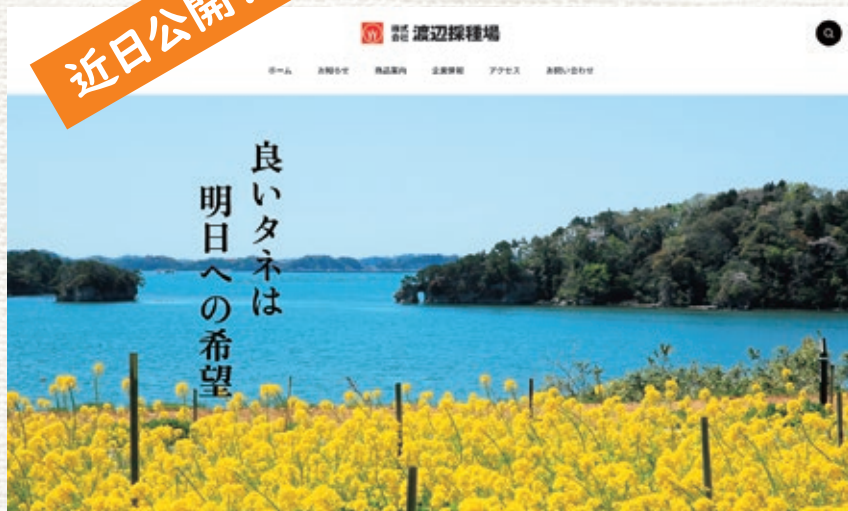 近日公開
株式会社 渡辺採種場
ホーム お知らせ 商品案内 企業情報 アクセス お問い合わせ
良いタネは
明日への希望